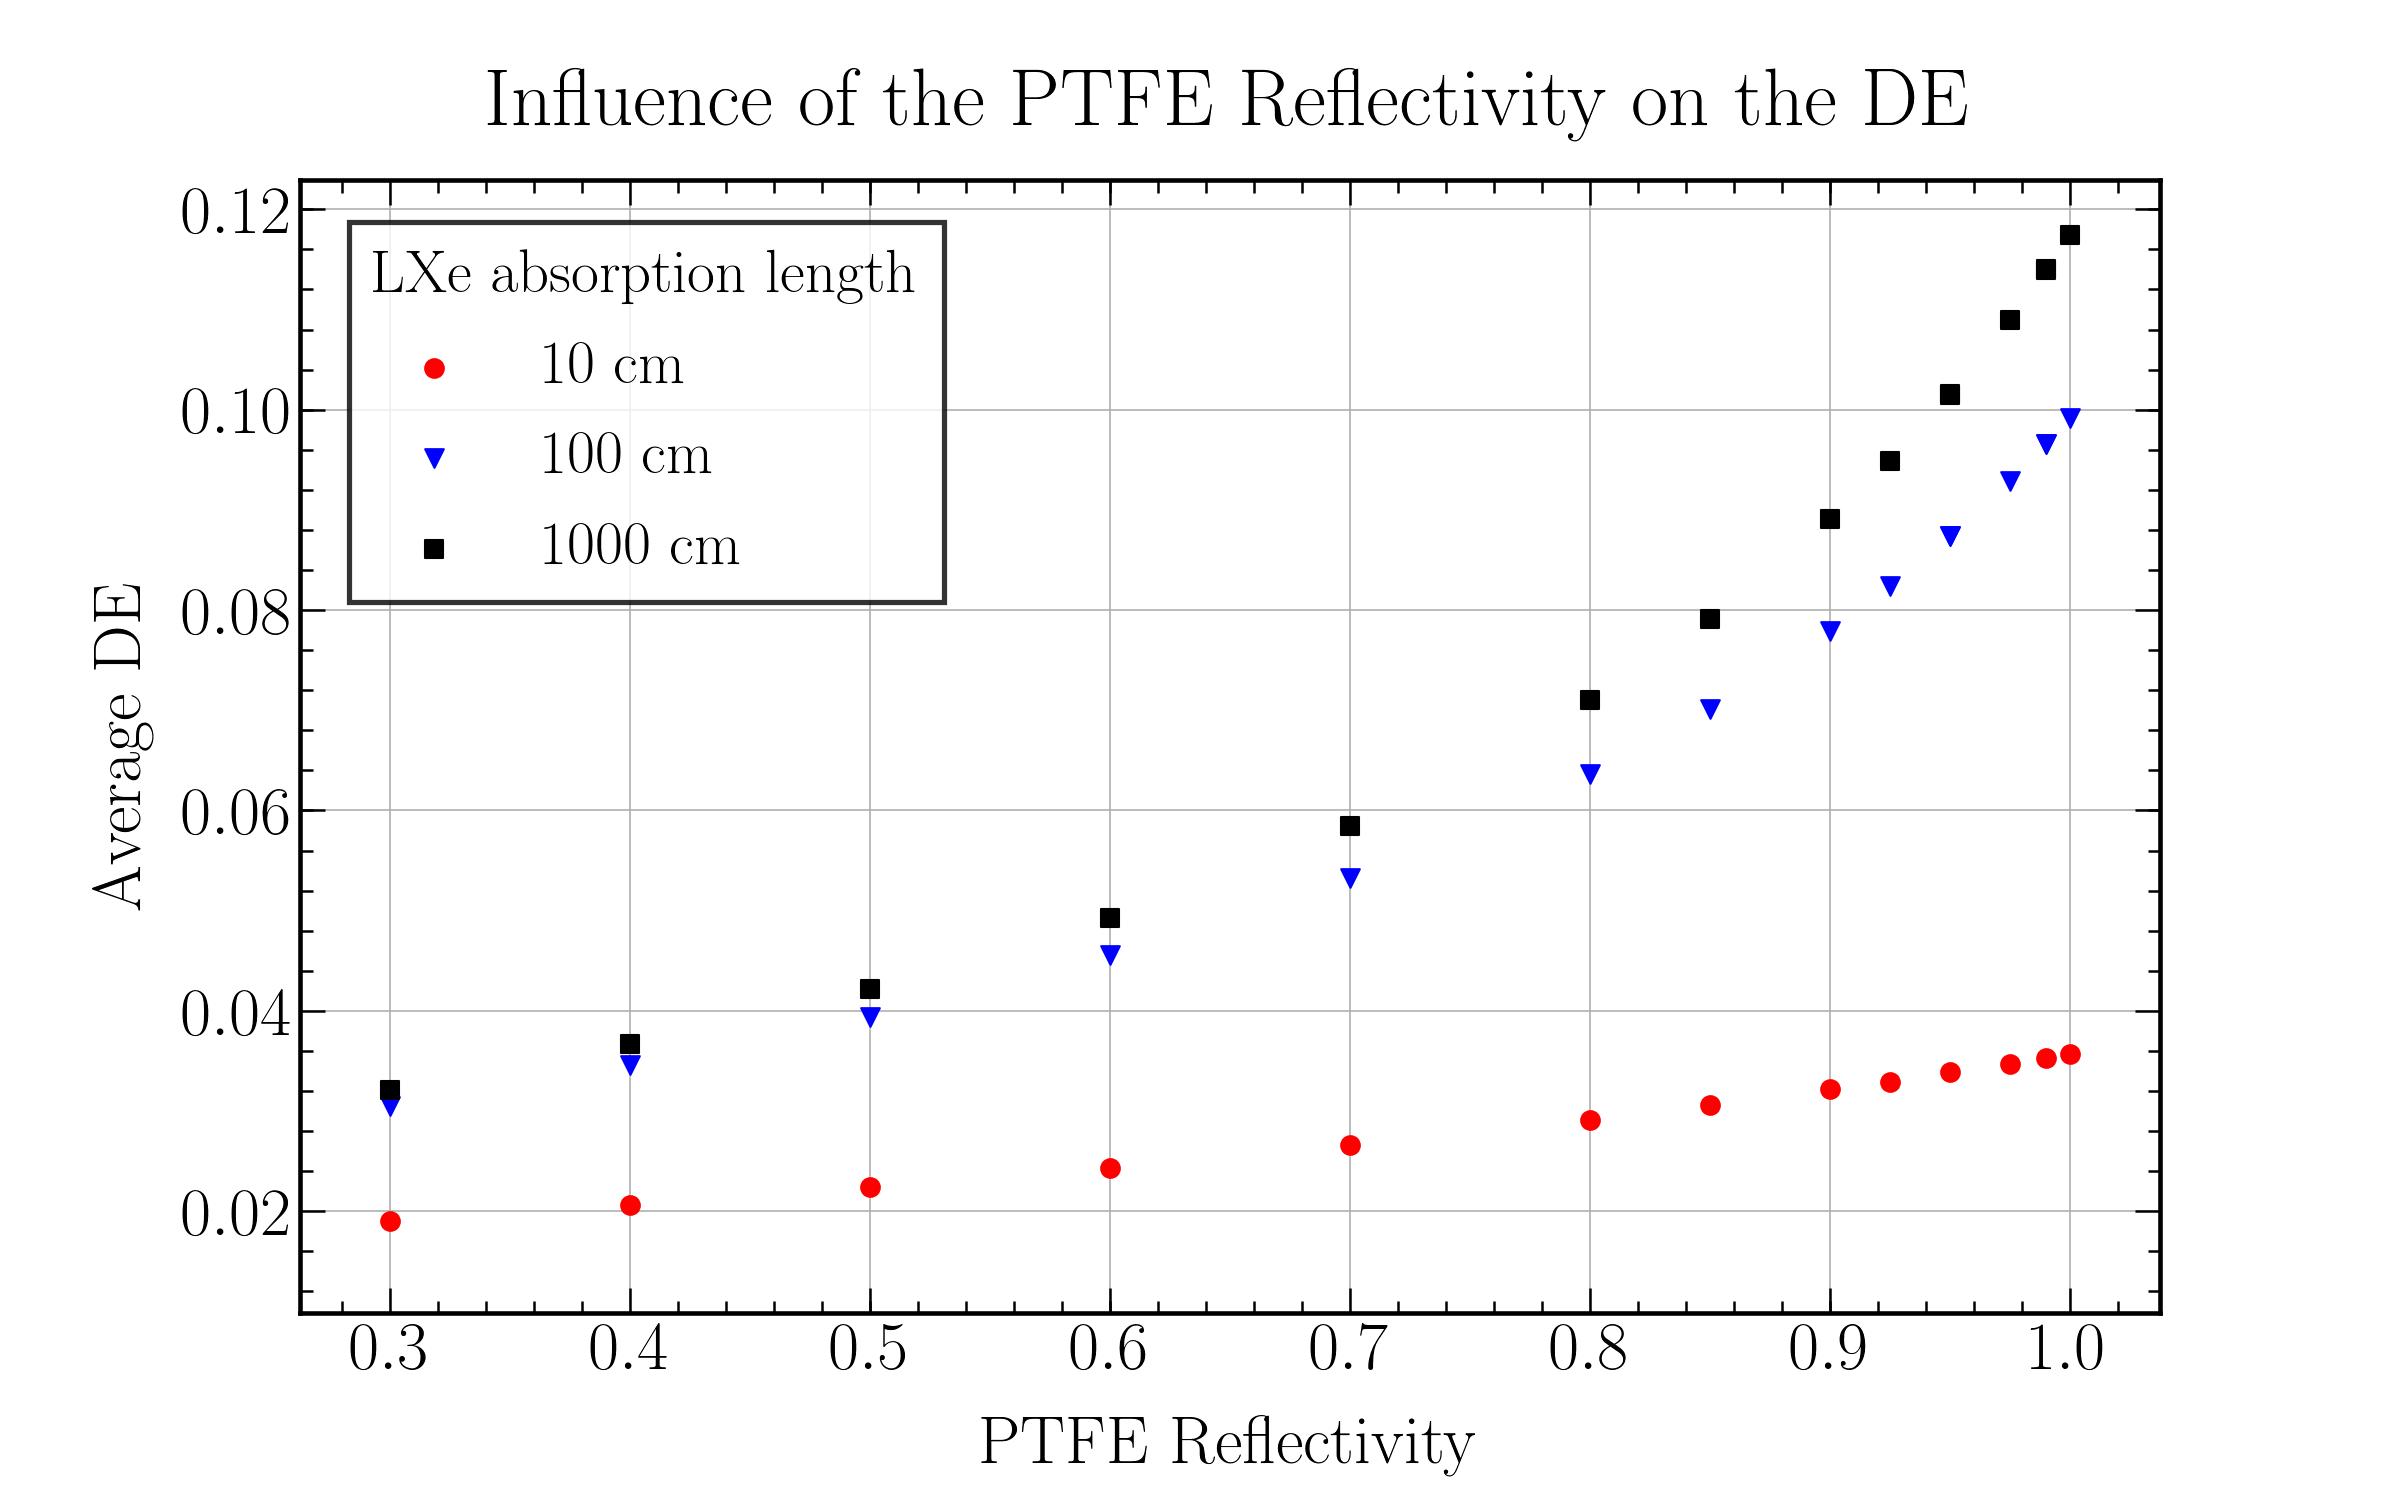 Influence of the PTFE Reflectivity on the DE
0.12
0.10
0.08
0.06
0.04
0.02
Average DE
LXe absorption length
10 cm
100 cm
1000 cm
0.3 0.4 0.5 0.6 0.7 0.8 0.9 1.0
PTFE Reflectivity